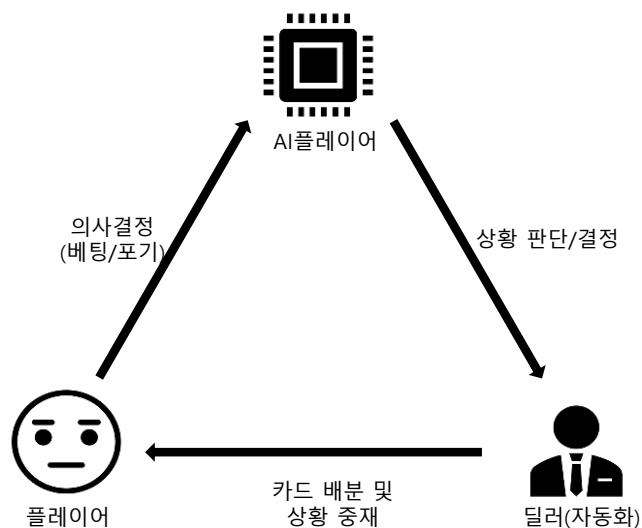 AI플레이어
의사결정
(베팅/포기)
상황 판단/결정
플레이어
카드 배분 및
상황 중재
딜러(자동화)